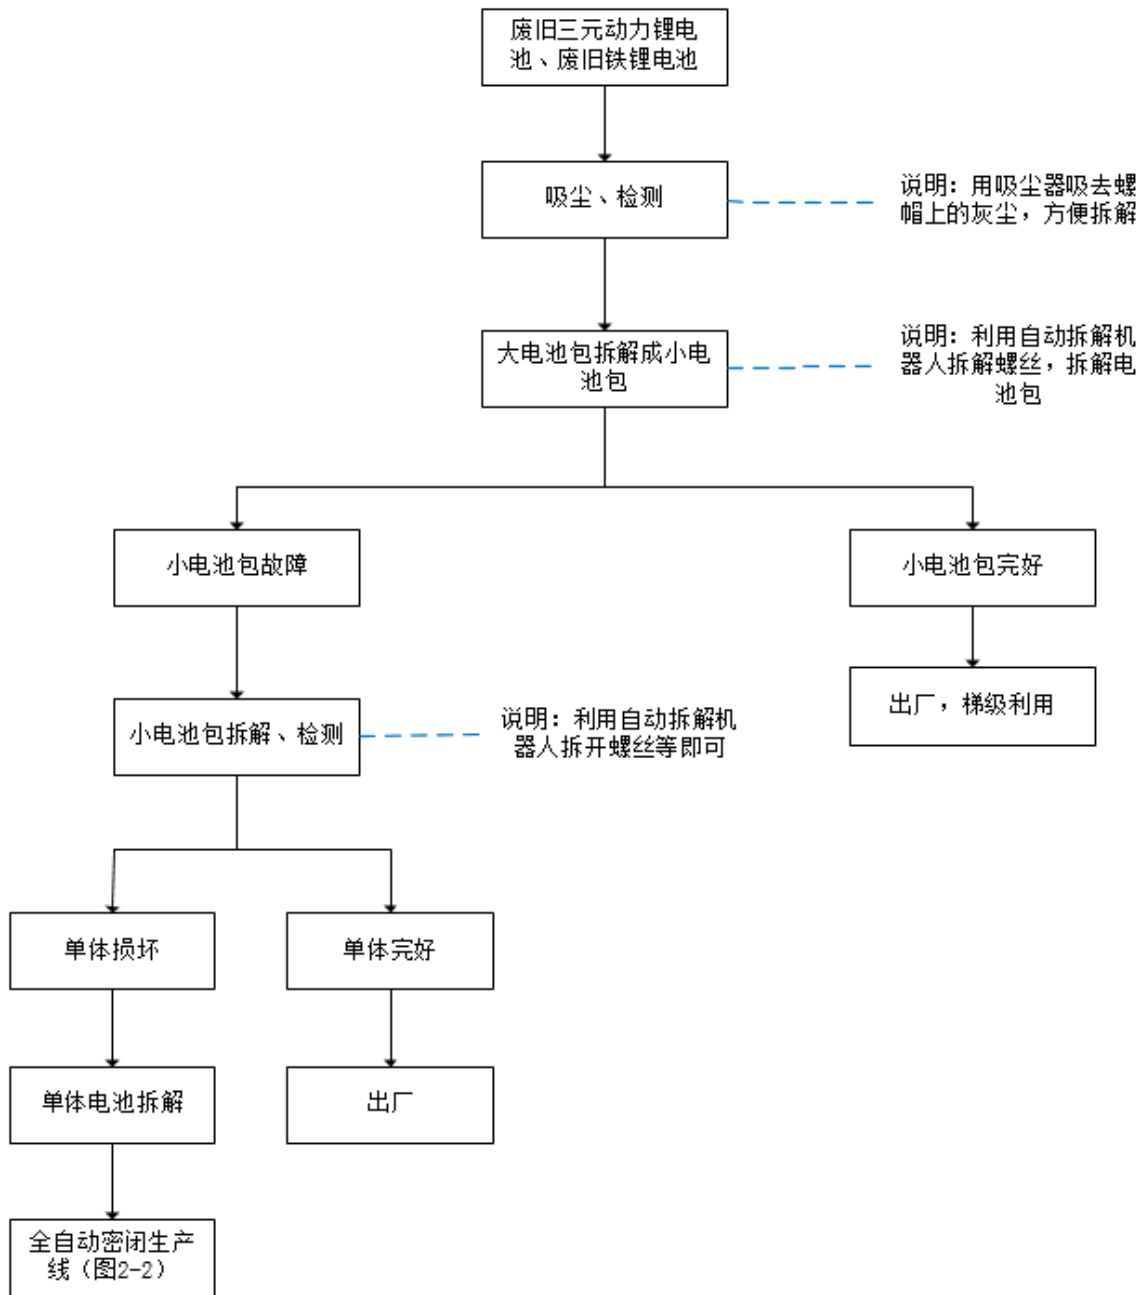 废旧三元动力锂电
池、废旧铁锂电池
吸尘、检测
说明：用吸尘器吸去螺
帽上的灰尘，方便拆解
大电池包拆解成小电
池包
说明：利用自动拆解机
器人拆解螺丝，拆解电
池包
小电池包故障
小电池包完好
小电池包拆解、检测
说明：利用自动拆解机
器人拆开螺丝等即可
出厂，梯级利用
单体损坏
单体完好
单体电池拆解
出厂
全自动密闭生产
线（图2-2）